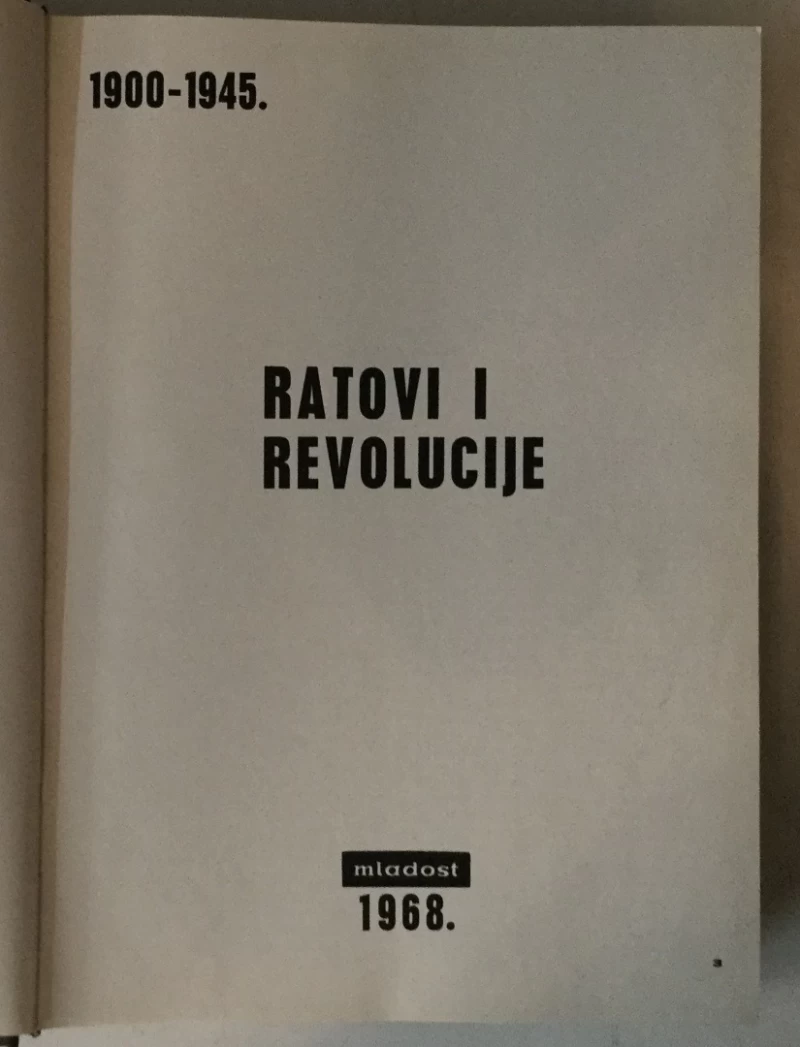 1900-1945.
RATOVI I
REVOLUCIJE
mladost
1968.
3